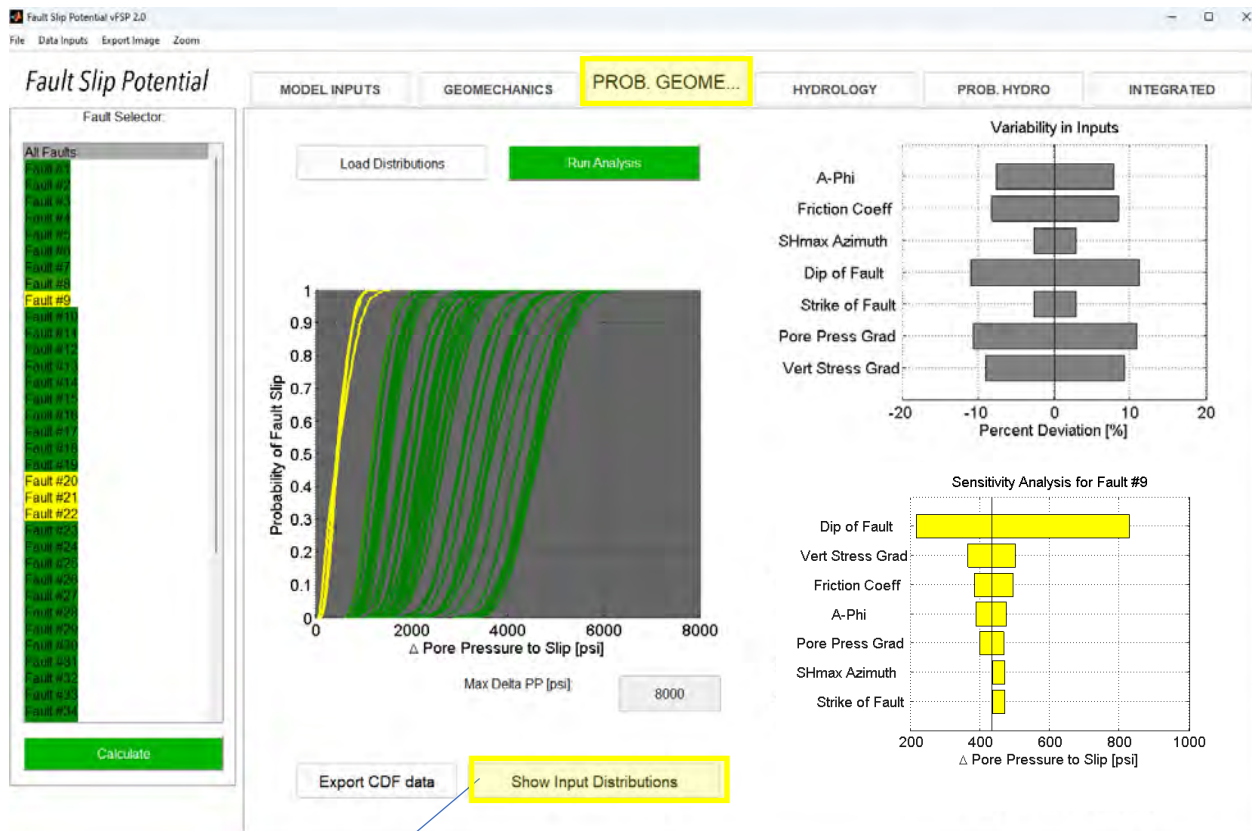 Fault Slip Potential vFSP 2.0
File Data Inputs Export Image Zoom
Fault Slip Potential
MODEL INPUTS
GEOMECHANICS
PROB. GEOME...
HYDROLOGY
PROB. HYDRO
INTEGRATED
Fault Selector:
All Faults
Fault #1
Fault #2
Fault #3
Fault #4
Fault #5
Fault #6
Fault #7
Fault #8
Fault #9
Fault #10
Fault #11
Fault #12
Fault #13
Fault #14
Fault #15
Fault #16
Fault #17
Fault #18
Fault #19
Fault #20
Fault #21
Fault #22
Fault #23
Fault #24
Fault #25
Fault #26
Fault #27
Fault #28
Fault #29
Fault #30
Fault #31
Fault #32
Fault #33
Fault #34
Calculate
Load Distributions
Run Analysis
Probability of Fault Slip
1
0.9
0.8
0.7
0.6
0.5
0.4
0.3
0.2
0.1
0
0 2000 4000 6000 8000
Δ Pore Pressure to Slip [psi]
Max Delta PP [psi]:
8000
Export CDF data
Show Input Distributions
Variability in Inputs
A-Phi
Friction Coeff
SHmax Azimuth
Dip of Fault
Strike of Fault
Pore Press Grad
Vert Stress Grad
-20 -10 0 10 20
Percent Deviation [%]
Sensitivity Analysis for Fault #9
Dip of Fault
Vert Stress Grad
Friction Coeff
A-Phi
Pore Press Grad
SHmax Azimuth
Strike of Fault
200 400 600 800 1000
Δ Pore Pressure to Slip [psi]